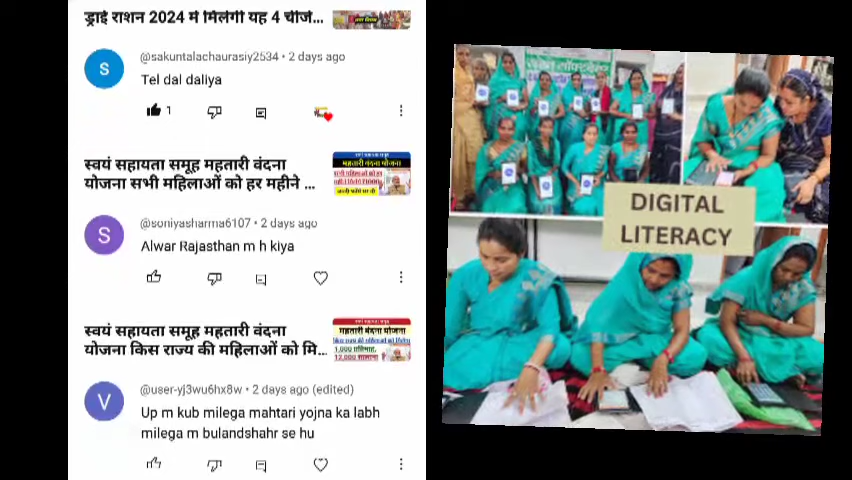 ड्राई राशन 2024 में मिलेगी यह 4 चीजें...
@sakuntalachaurasiy2534 • 2 days ago
Tel dal daliya
1
स्वयं सहायता समूह महतारी वंदना
योजना सभी महिलाओं को हर महीने ...
महतारी वंदना योजना
@soniyasharma6107 • 2 days ago
Alwar Rajasthan m h kiya
स्वयं सहायता समूह महतारी वंदना
योजना किस राज्य की महिलाओं को मि...
महतारी वंदना योजना
@user-yj3wu6hx8w • 2 days ago (edited)
Up m kub milega mahtari yojna ka labh
milega m bulandshahr se hu
DIGITAL
LITERACY